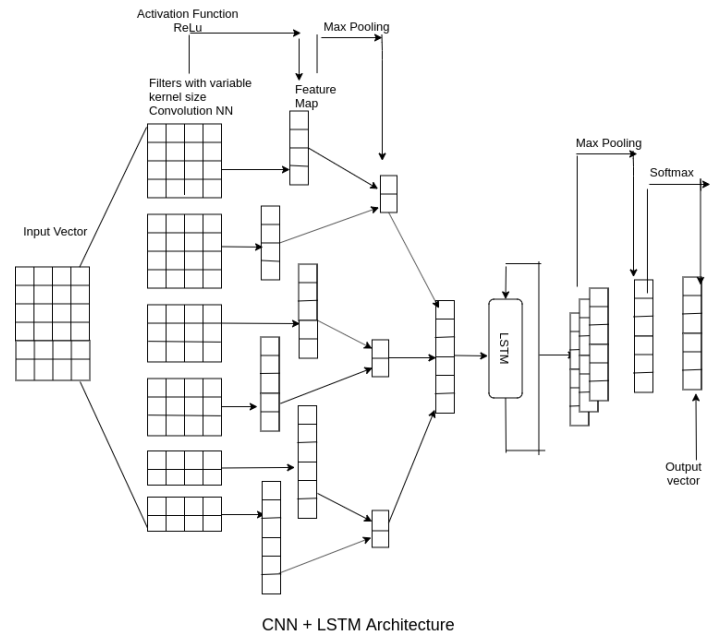 Activation Function
ReLu
Max Pooling
Filters with variable
kernel size
Convolution NN
Feature
Map
Max Pooling
Softmax
Input Vector
LSTM
Output
vector
CNN + LSTM Architecture